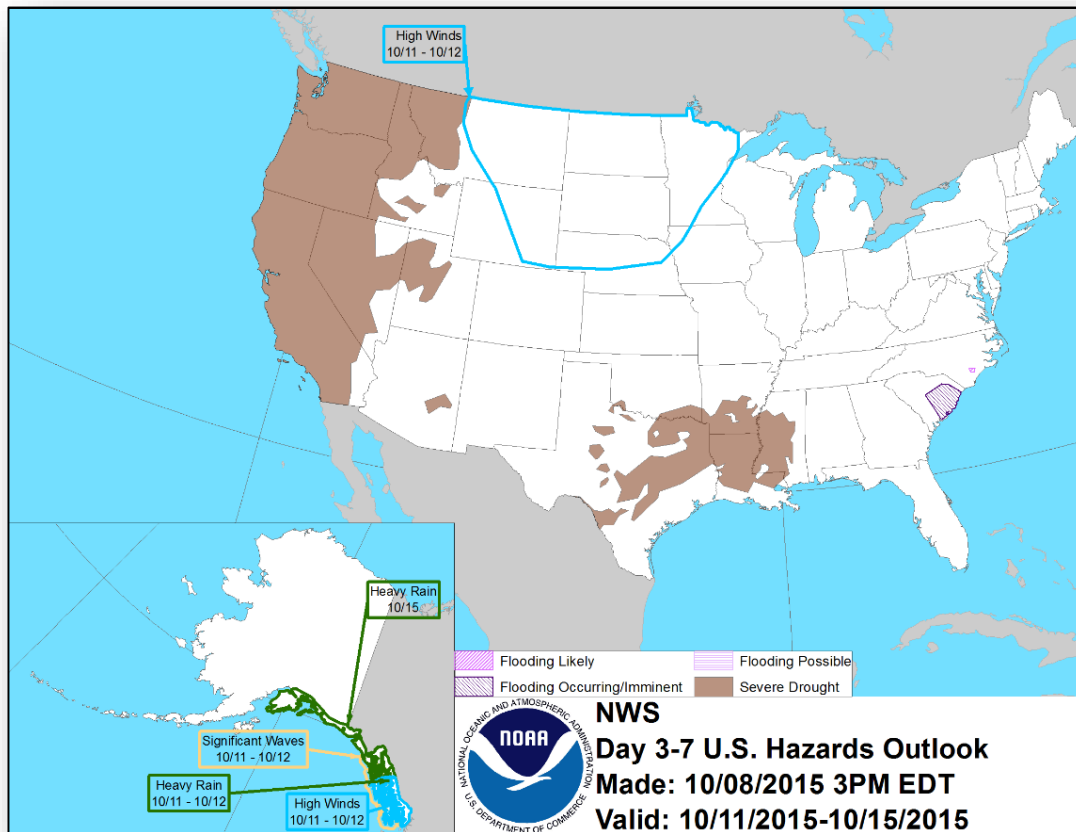 High Winds
10/11 - 10/12
Heavy Rain
10/15
Significant Waves
10/11 - 10/12
Heavy Rain
10/11 - 10/12
High Winds
10/11 - 10/12
Flooding Likely
Flooding Possible
Flooding Occurring/Imminent
Severe Drought
NATIONAL OCEANIC AND ATMOSPHERIC ADMINISTRATION
NOAA
U.S. DEPARTMENT OF COMMERCE
NWS
Day 3-7 U.S. Hazards Outlook
Made: 10/08/2015 3PM EDT
Valid: 10/11/2015-10/15/2015